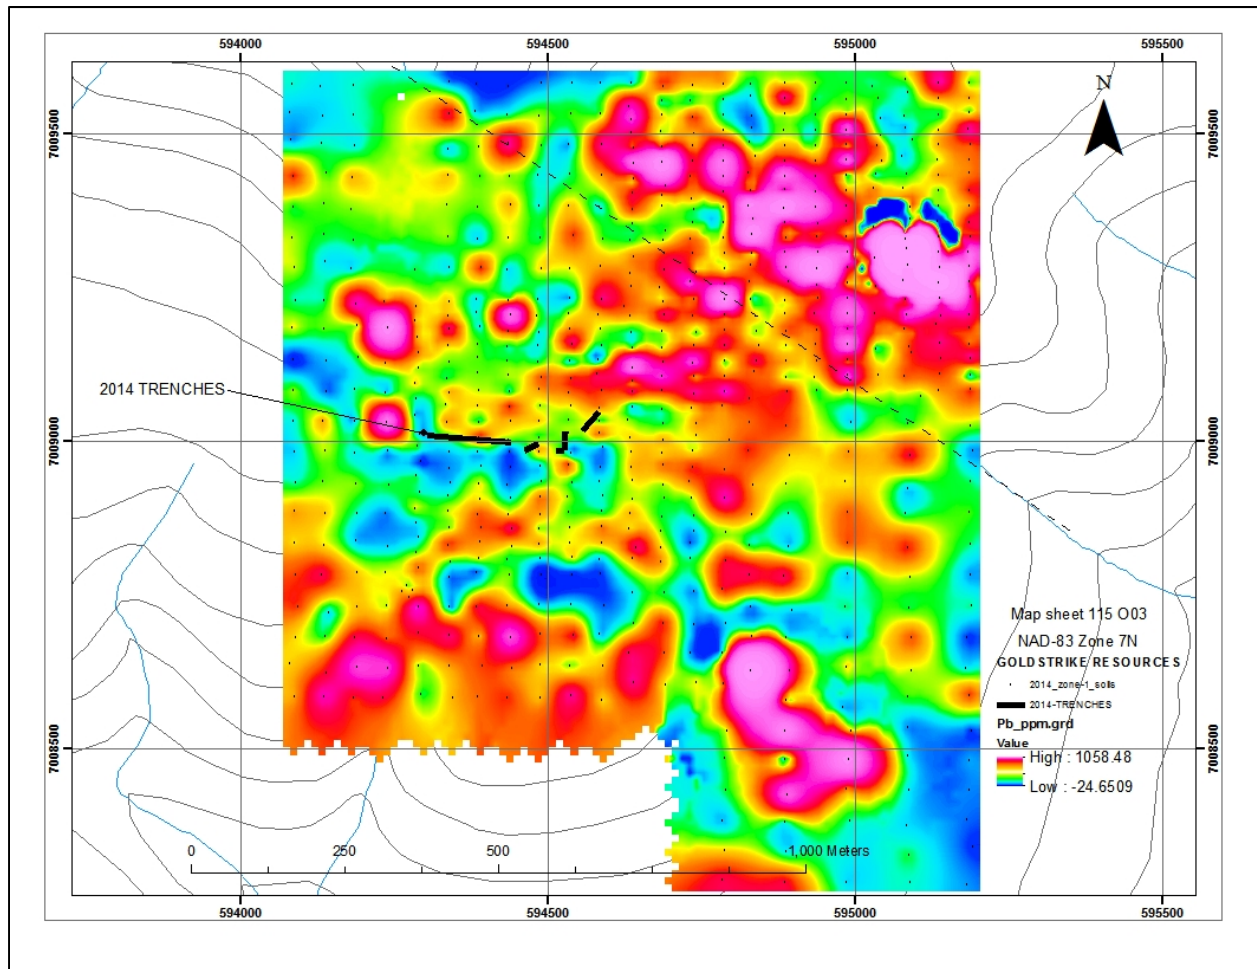 594000 594500 595000 595500
N
7009500 7009500
2014 TRENCHES
7009000 7009000
Map sheet 115 O03
NAD-83 Zone 7N
GOLDSTRIKE RESOURCES
2014_zone-1_soils
2014-TRENCHES
Pb_ppm.grd
Value
High : 1058.48
Low : -24.6509
7008500 7008500
0 250 500 1,000 Meters
594000 594500 595000 595500